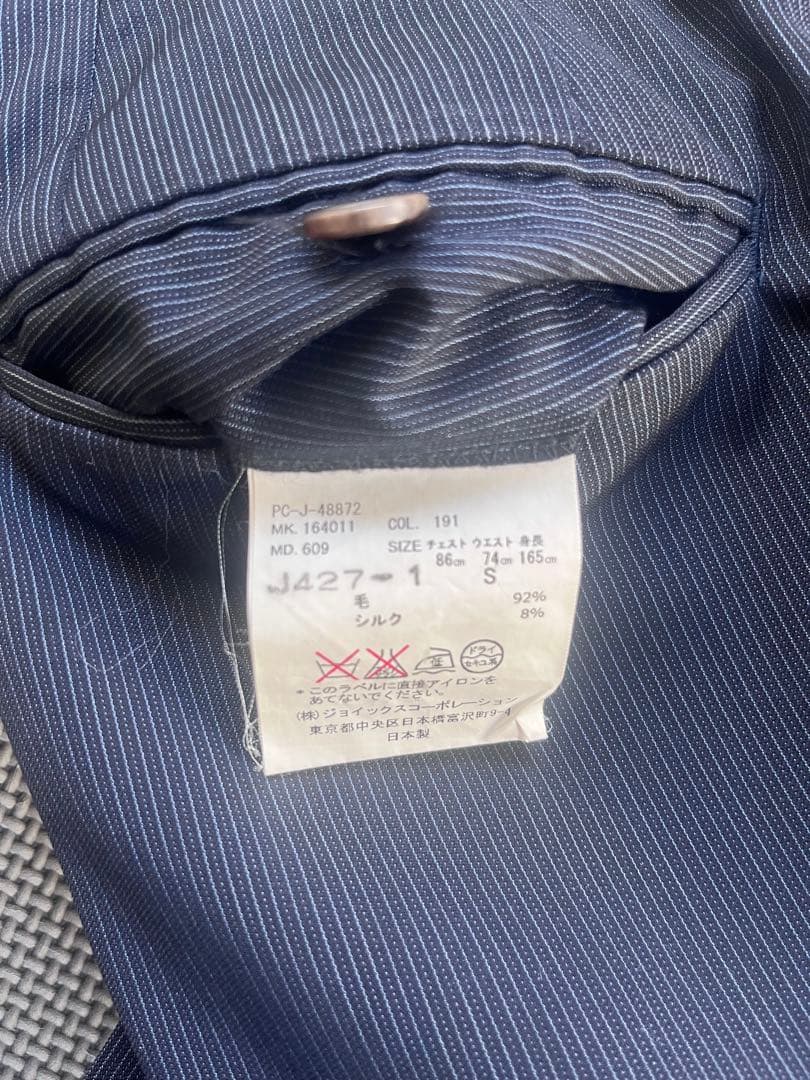 PC-J-48872
MK. 164011 COL. 191
MD. 609 SIZE チェスト ウエスト 身長
86cm 74cm 165cm
J427-1 S
毛 92%
シルク 8%
低 ドライ
セキユ系
*このラベルに直接アイロンを
あてないでください。
(株)ジョイックスコーポレーション
東京都中央区日本橋富沢町9-4
日本製